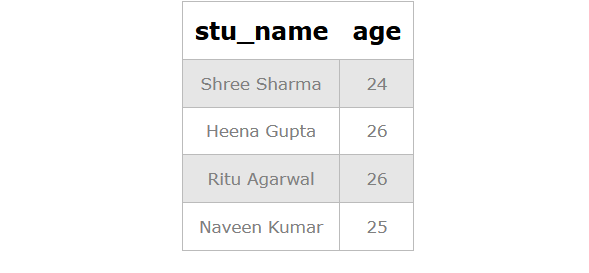 stu_name age
Shree Sharma 24
Heena Gupta 26
Ritu Agarwal 26
Naveen Kumar 25